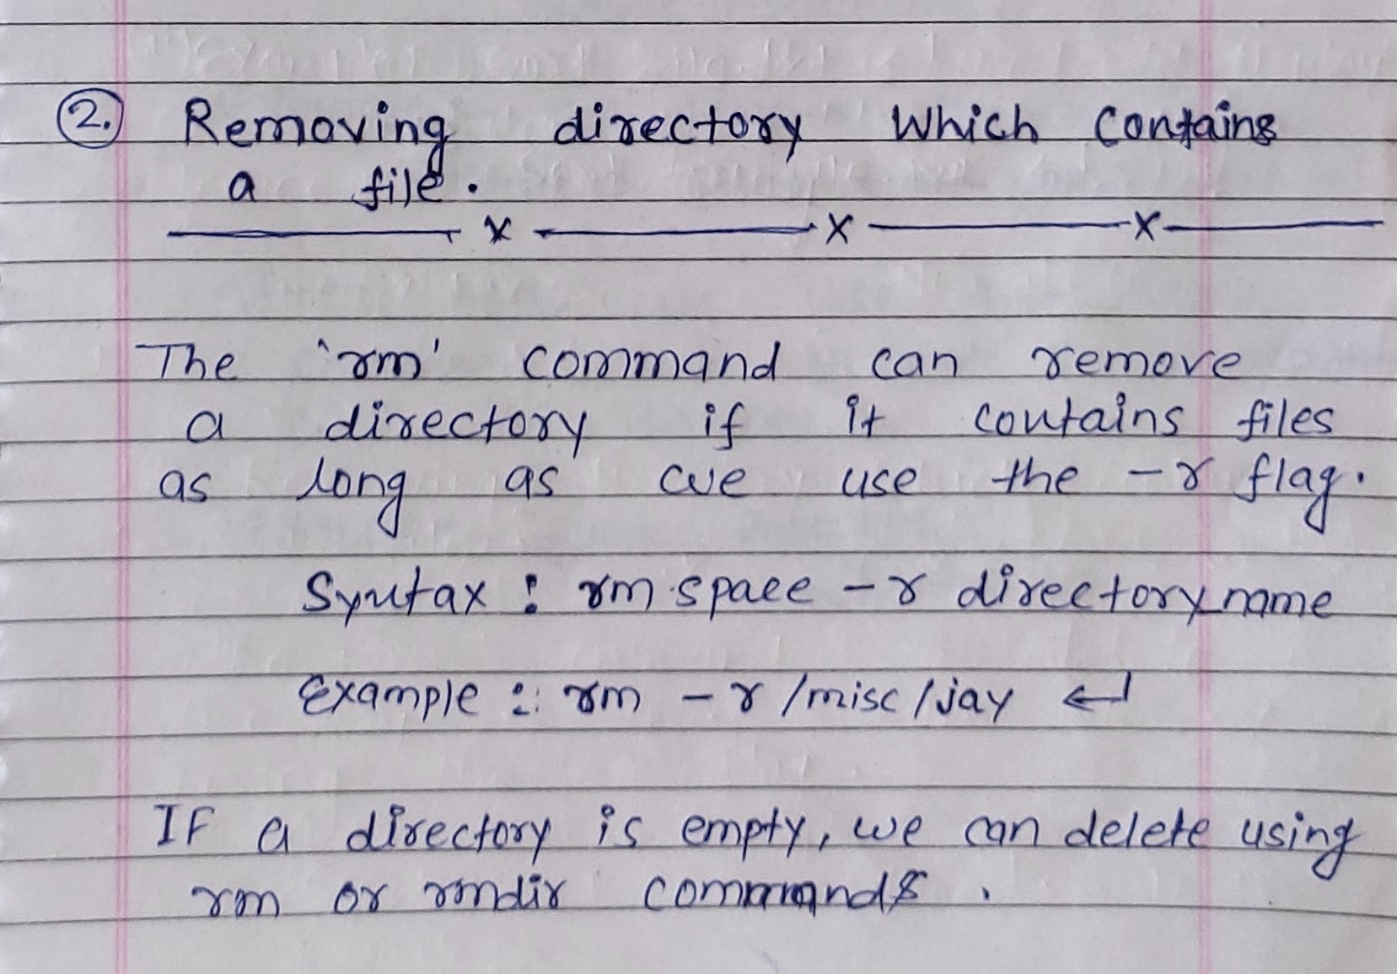 2. Removing directory Which Contains
a file.
x x x
The 'rm' command can remove
a directory if it contains files
as long as we use the -r flag.
Syntax : rm space -r directory name
Example : rm -r /misc/jay ↵
IF a directory is empty, we can delete using
rm or rmdir commands.